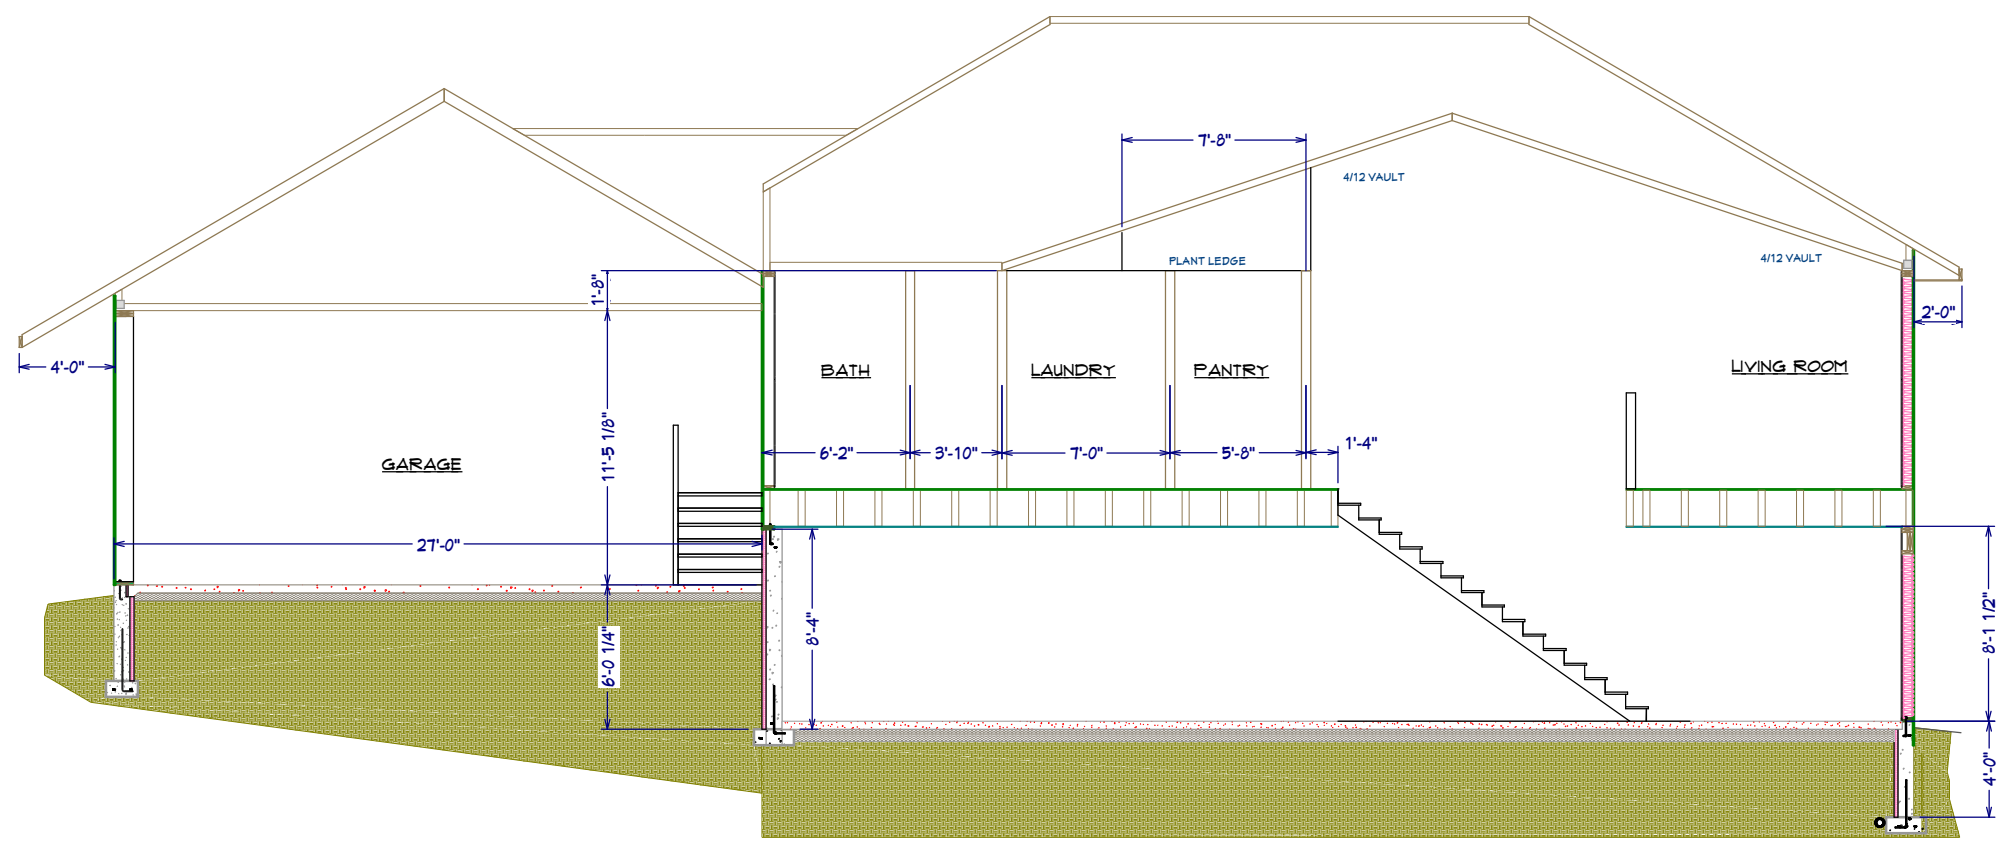 7'-8"
4/12 VAULT
PLANT LEDGE
4/12 VAULT
1'-8"
2'-0"
4'-0"
BATH
LAUNDRY
PANTRY
LIVING ROOM
GARAGE
11'-5 1/8"
6'-2"
3'-10"
7'-0"
5'-8"
1'-4"
27'-0"
6'-0 1/4"
8'-4"
8'-1 1/2"
4'-0"